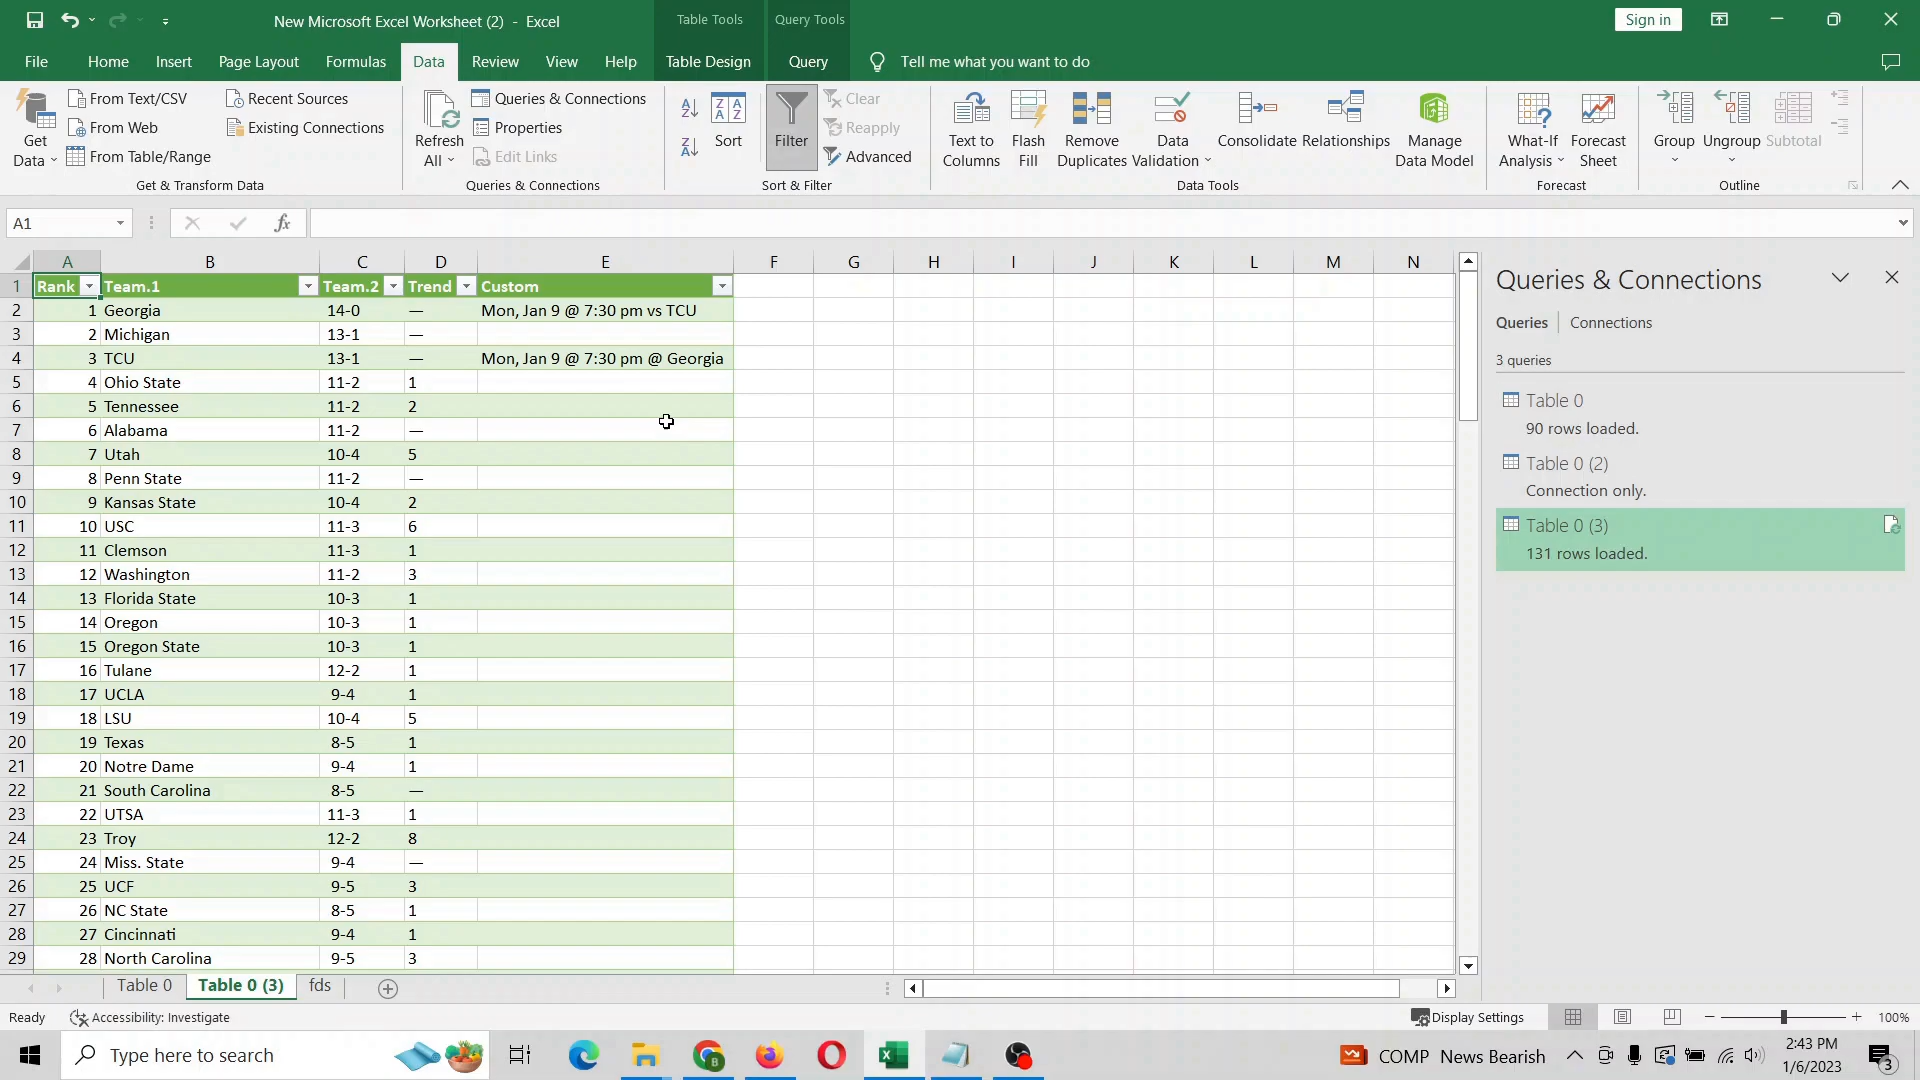 New Microsoft Excel Worksheet (2) - Excel
Table Tools
Query Tools
Sign in
File Home Insert Page Layout Formulas Data Review View Help Table Design Query Tell me what you want to do
Get Data
From Text/CSV
From Web
From Table/Range
Recent Sources
Existing Connections
Get & Transform Data
Refresh All
Queries & Connections
Properties
Edit Links
Queries & Connections
A Z
Z A
Z A A Z
Sort
Filter
Clear
Reapply
Advanced
Sort & Filter
Text to Columns
Flash Fill
Remove Duplicates
Data Validation
Consolidate
Relationships
Manage Data Model
Data Tools
What-If Analysis
Forecast Sheet
Forecast
Group
Ungroup
Subtotal
Outline
A1 fx
A B C D E F G H I J K L M N
1 Rank Team.1 Team.2 Trend Custom
2 1 Georgia 14-0 — Mon, Jan 9 @ 7:30 pm vs TCU
3 2 Michigan 13-1 —
4 3 TCU 13-1 — Mon, Jan 9 @ 7:30 pm @ Georgia
5 4 Ohio State 11-2 1
6 5 Tennessee 11-2 2
7 6 Alabama 11-2 —
8 7 Utah 10-4 5
9 8 Penn State 11-2 —
10 9 Kansas State 10-4 2
11 10 USC 11-3 6
12 11 Clemson 11-3 1
13 12 Washington 11-2 3
14 13 Florida State 10-3 1
15 14 Oregon 10-3 1
16 15 Oregon State 10-3 1
17 16 Tulane 12-2 1
18 17 UCLA 9-4 1
19 18 LSU 10-4 5
20 19 Texas 8-5 1
21 20 Notre Dame 9-4 1
22 21 South Carolina 8-5 —
23 22 UTSA 11-3 1
24 23 Troy 12-2 8
25 24 Miss. State 9-4 —
26 25 UCF 9-5 3
27 26 NC State 8-5 1
28 27 Cincinnati 9-4 1
29 28 North Carolina 9-5 3
Queries & Connections
Queries Connections
3 queries
Table 0
90 rows loaded.
Table 0 (2)
Connection only.
Table 0 (3)
131 rows loaded.
Table 0 Table 0 (3) fds
Ready Accessibility: Investigate Display Settings 100%
Type here to search
COMP News Bearish
2:43 PM
1/6/2023
3